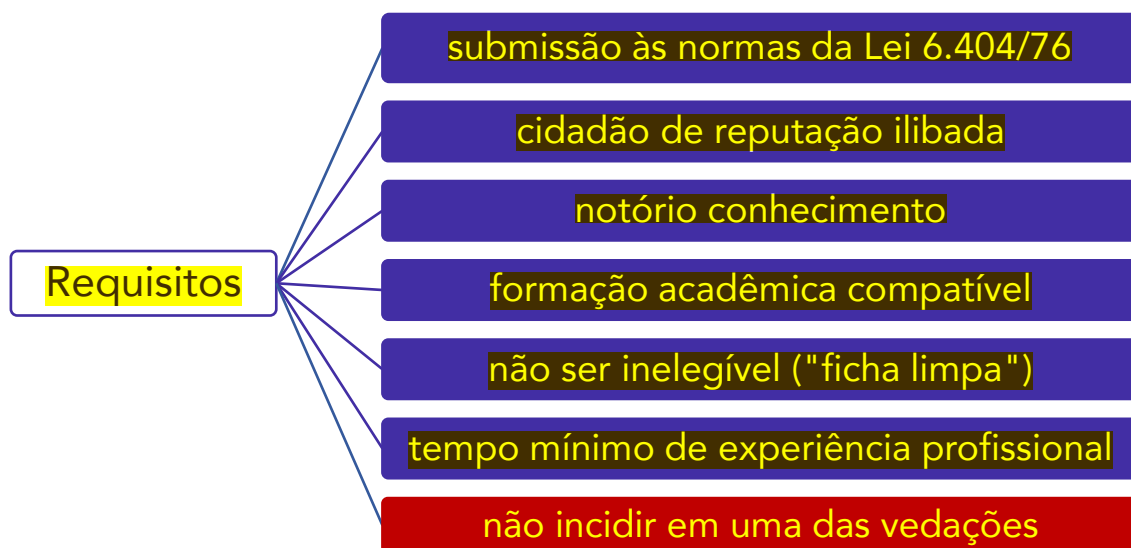 submissão às normas da Lei 6.404/76
cidadão de reputação ilibada
notório conhecimento
Requisitos
formação acadêmica compatível
não ser inelegível ("ficha limpa")
tempo mínimo de experiência profissional
não incidir em uma das vedações